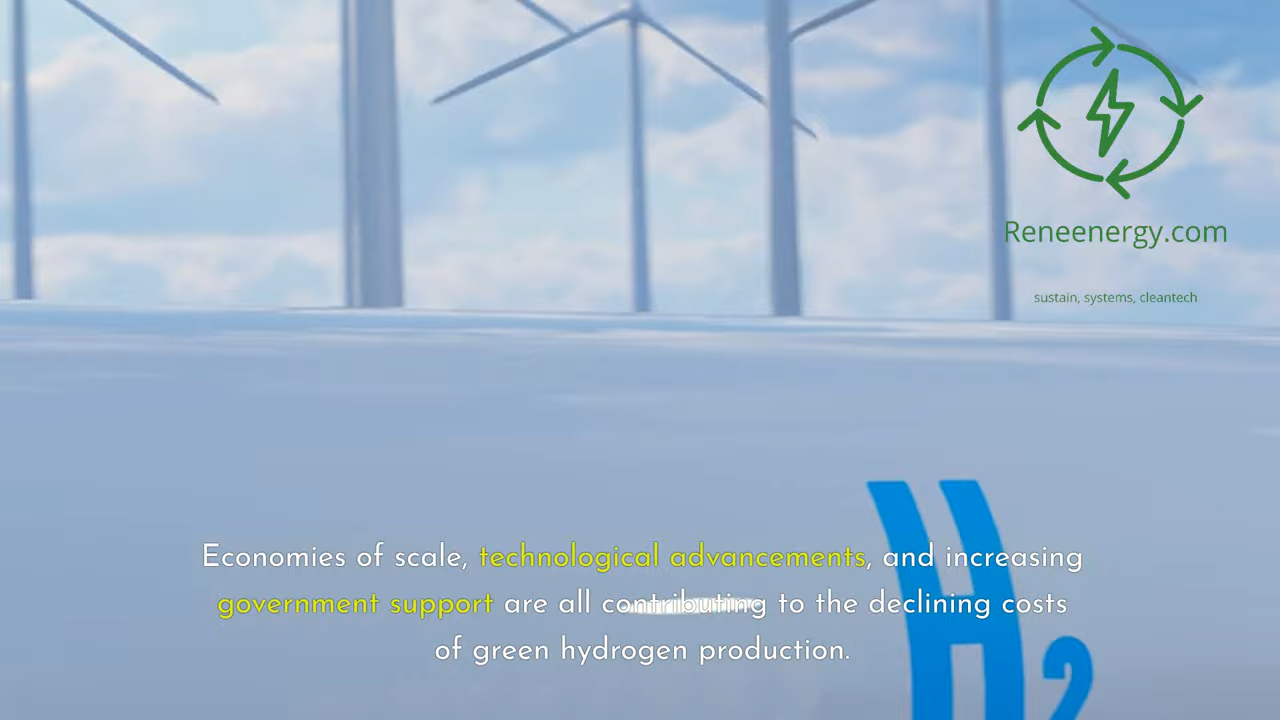 Reneenergy.com
sustain, systems, cleantech
Economies of scale, technological advancements, and increasing
government support are all contributing to the declining costs
of green hydrogen production.
H2